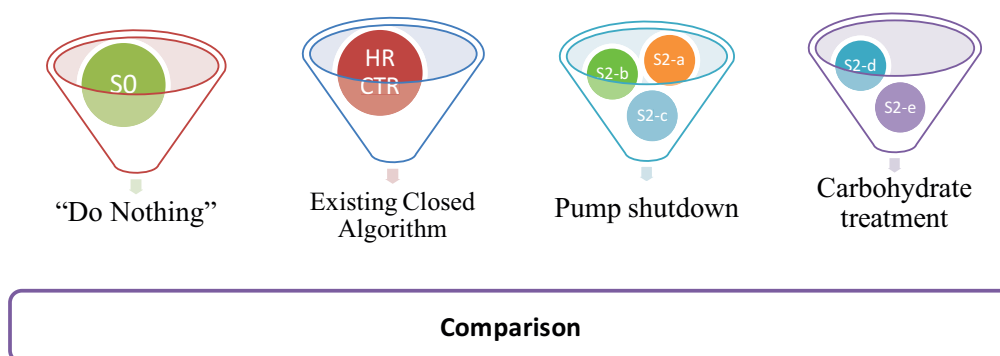 S0
“Do Nothing”
HR
CTR
Existing Closed
Algorithm
S2-b
S2-a
S2-c
Pump shutdown
S2-d
S2-e
Carbohydrate
treatment
Comparison